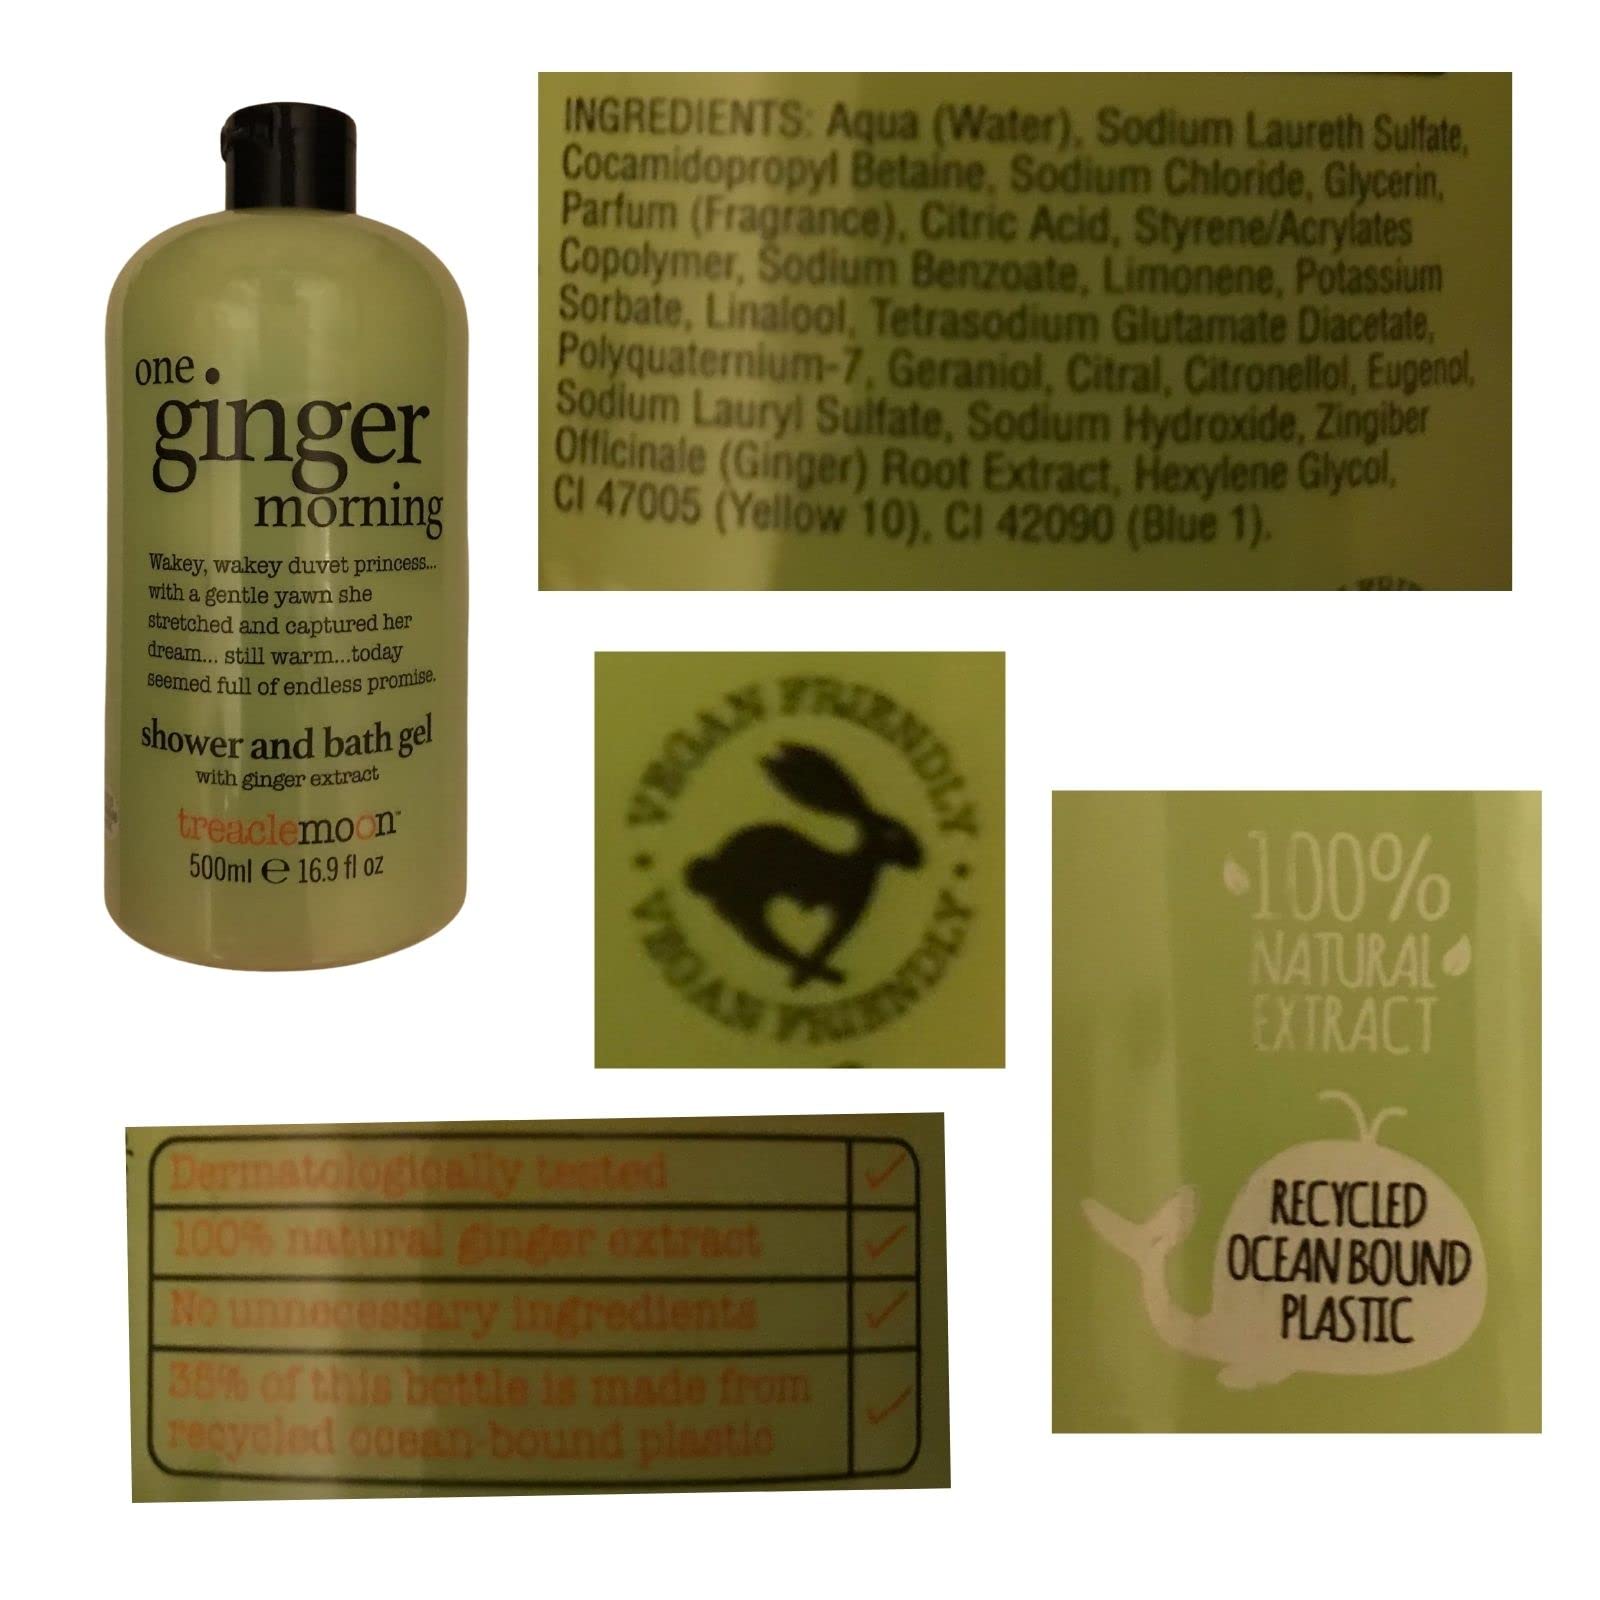 one
ginger
morning
Wakey, wakey duvet princess...
with a gentle yawn she
stretched and captured her
dream... still warm...today
seemed full of endless promise.
shower and bath gel
with ginger extract
treaclemoon™
500ml ℮ 16.9 fl oz
INGREDIENTS: Aqua (Water), Sodium Laureth Sulfate,
Cocamidopropyl Betaine, Sodium Chloride, Glycerin,
Parfum (Fragrance), Citric Acid, Styrene/Acrylates
Copolymer, Sodium Benzoate, Limonene, Potassium
Sorbate, Linalool, Tetrasodium Glutamate Diacetate,
Polyquaternium-7, Geraniol, Citral, Citronellol, Eugenol,
Sodium Lauryl Sulfate, Sodium Hydroxide, Zingiber
Officinale (Ginger) Root Extract, Hexylene Glycol,
CI 47005 (Yellow 10), CI 42090 (Blue 1).
VEGAN FRIENDLY
VEGAN FRIENDLY
100%
NATURAL
EXTRACT
RECYCLED
OCEAN BOUND
PLASTIC
Dermatologically tested
100% natural ginger extract
No unnecessary ingredients
35% of this bottle is made from
recycled ocean-bound plastic